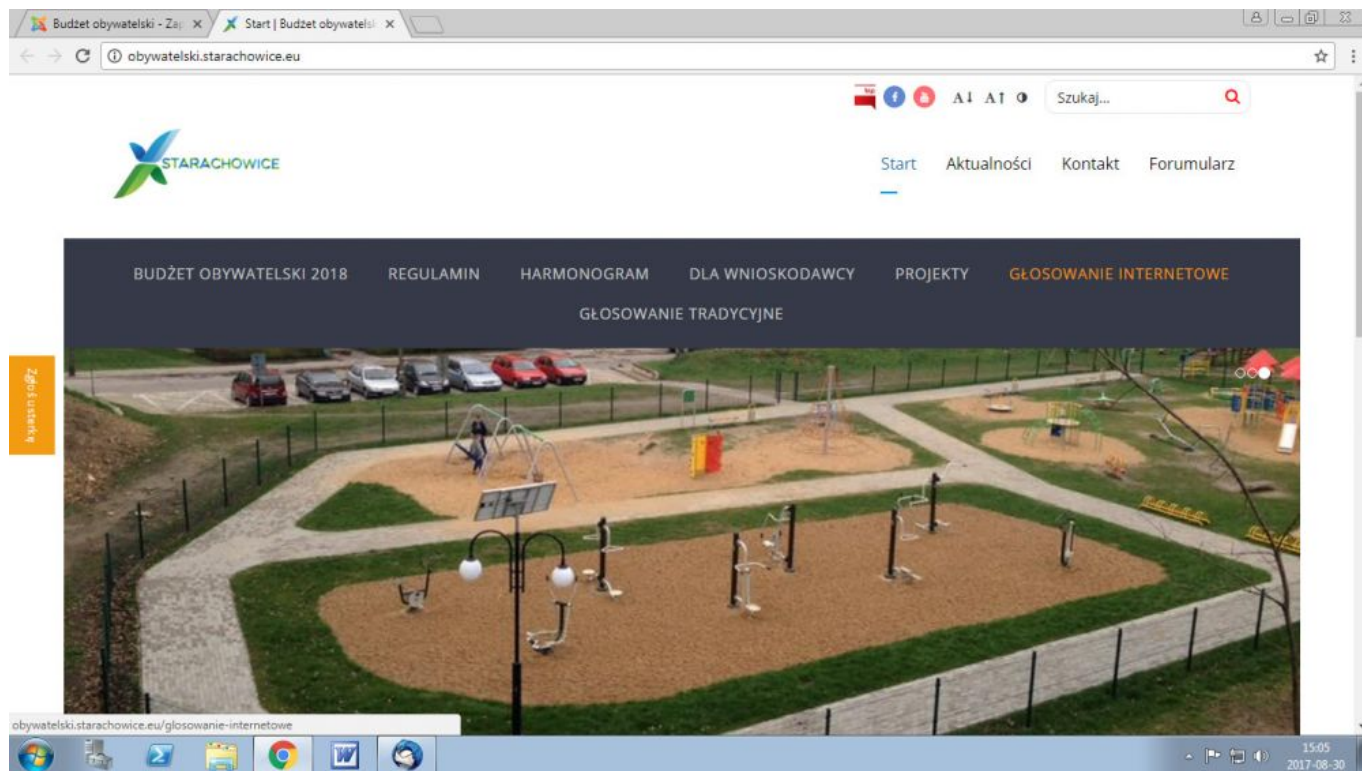 Budżet obywatelski - Zap
Start | Budżet obywatelsk
obywatelski.starachowice.eu
bip
A↓ A↑
Szukaj...
STARACHOWICE
Start Aktualności Kontakt Forumularz
BUDŻET OBYWATELSKI 2018 REGULAMIN HARMONOGRAM DLA WNIOSKODAWCY PROJEKTY GŁOSOWANIE INTERNETOWE
GŁOSOWANIE TRADYCYJNE
Zgłoś usterkę
obywatelski.starachowice.eu/glosowanie-internetowe
15:05
2017-08-30